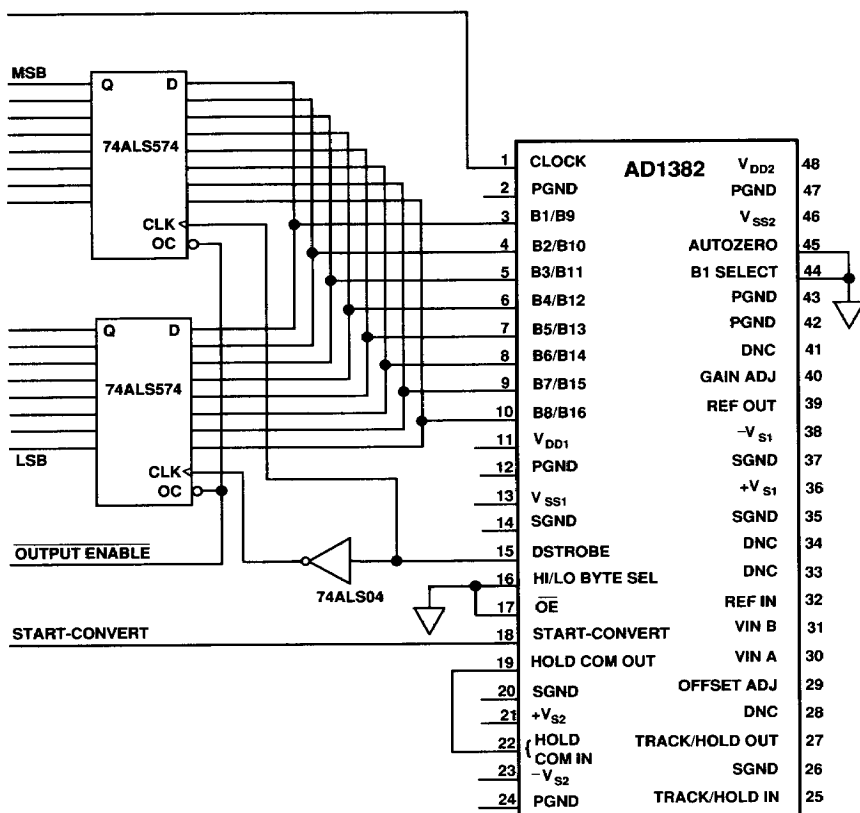 MSB
Q D
74ALS574
CLK
OC
Q D
74ALS574
LSB
CLK
OC
OUTPUT ENABLE
74ALS04
START-CONVERT
AD1382
1 CLOCK
2 PGND
3 B1/B9
4 B2/B10
5 B3/B11
6 B4/B12
7 B5/B13
8 B6/B14
9 B7/B15
10 B8/B16
11 VDD1
12 PGND
13 VSS1
14 SGND
15 DSTROBE
16 HI/LO BYTE SEL
17 OE
18 START-CONVERT
19 HOLD COM OUT
20 SGND
21 +VS2
22 { HOLD
COM IN
23 –VS2
24 PGND
VDD2 48
PGND 47
VSS2 46
AUTOZERO 45
B1 SELECT 44
PGND 43
PGND 42
DNC 41
GAIN ADJ 40
REF OUT 39
–VS1 38
SGND 37
+VS1 36
SGND 35
DNC 34
DNC 33
REF IN 32
VIN B 31
VIN A 30
OFFSET ADJ 29
DNC 28
TRACK/HOLD OUT 27
SGND 26
TRACK/HOLD IN 25